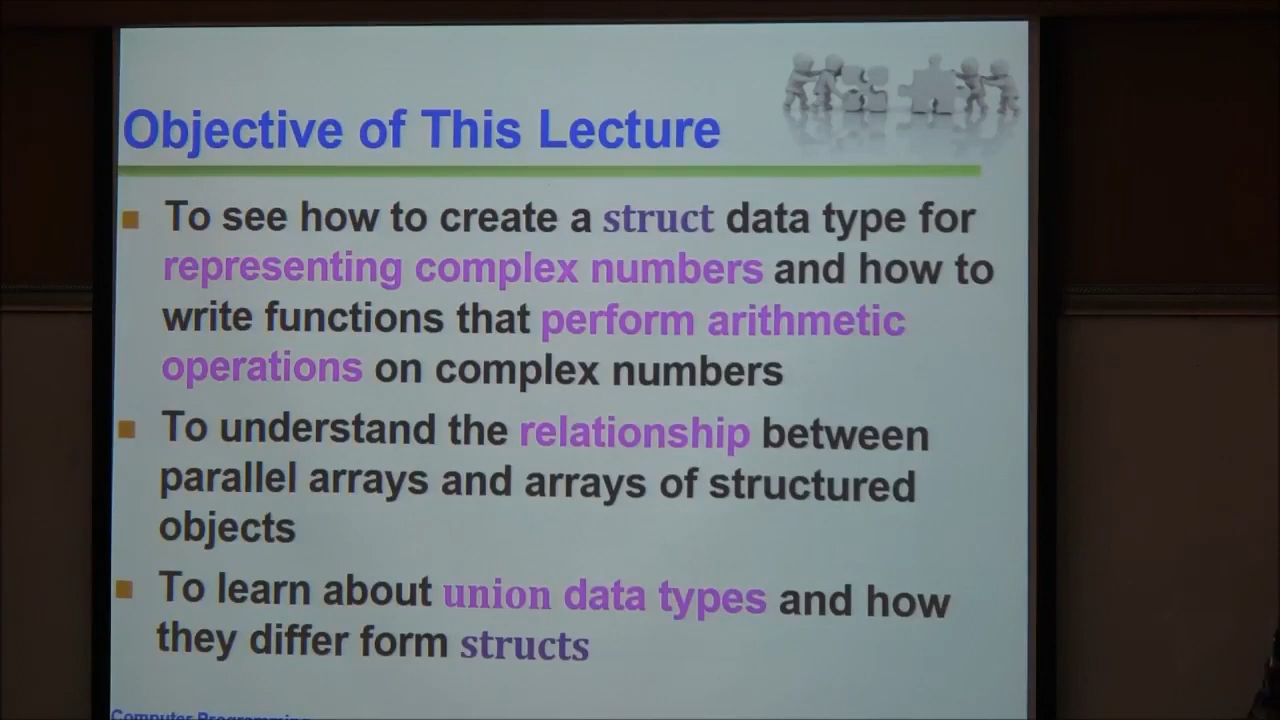 Objective of This Lecture
To see how to create a struct data type for
representing complex numbers and how to
write functions that perform arithmetic
operations on complex numbers
To understand the relationship between
parallel arrays and arrays of structured
objects
To learn about union data types and how
they differ form structs
Computer Programming